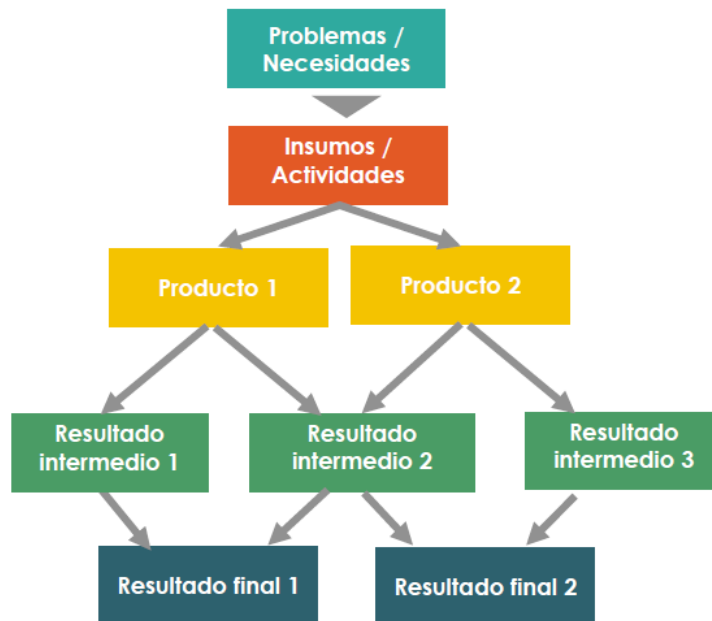 Problemas /
Necesidades
Insumos /
Actividades
Producto 1
Producto 2
Resultado
intermedio 1
Resultado
intermedio 2
Resultado
intermedio 3
Resultado final 1
Resultado final 2